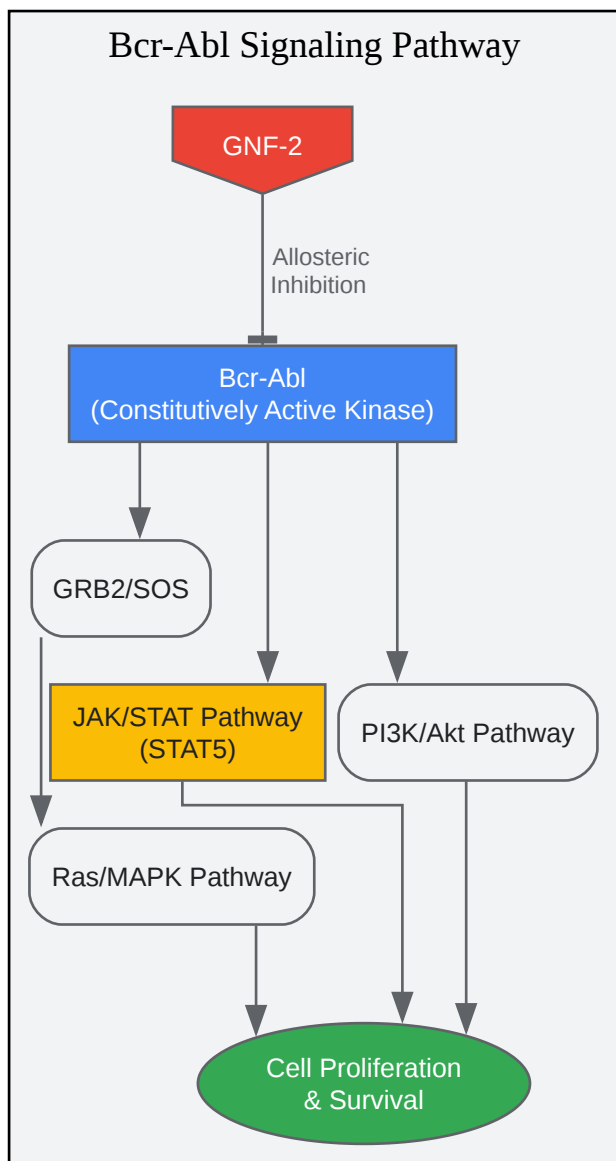 Bcr-Abl Signaling Pathway
GNF-2
Allosteric
Inhibition
Bcr-Abl
(Constitutively Active Kinase)
GRB2/SOS
JAK/STAT Pathway
(STAT5)
PI3K/Akt Pathway
Ras/MAPK Pathway
Cell Proliferation
& Survival